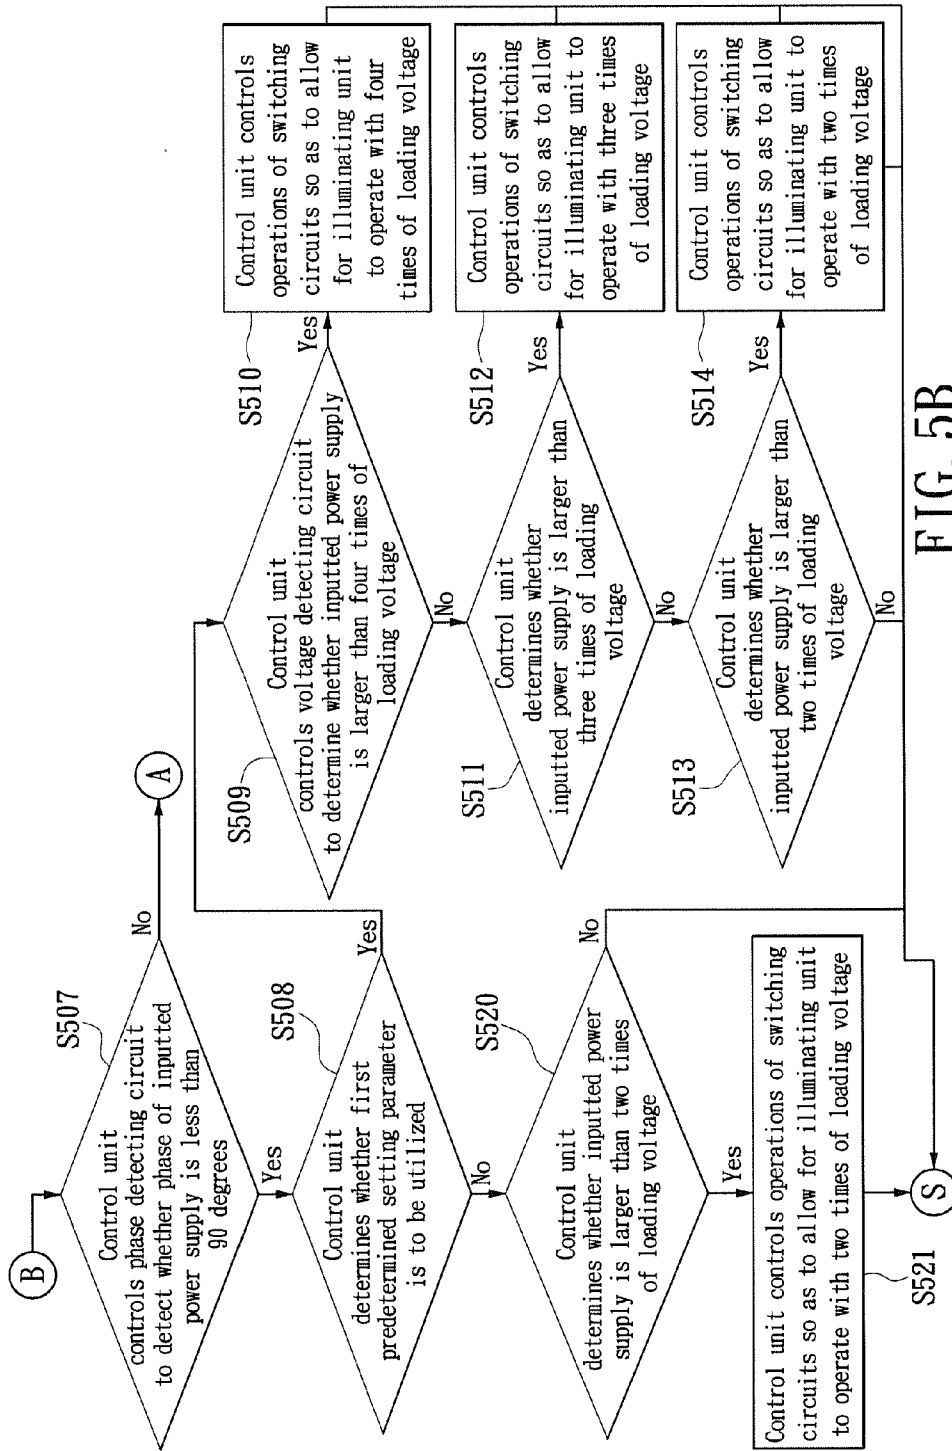 B
Control unit
controls phase detecting circuit
to detect whether phase of inputted
power supply is less than
90 degrees
S507
No
A
Yes
Control unit
determines whether first
predetermined setting parameter
is to be utilized
S508
Yes
No
Control unit
determines whether inputted power
supply is larger than two times
of loading voltage
S520
No
Yes
Control unit controls operations of switching
circuits so as to allow for illuminating unit
to operate with two times of loading voltage
S521
S
Control unit
controls voltage detecting circuit
to determine whether inputted power supply
is larger than four times of
loading voltage
S509
Yes
No
Control unit controls
operations of switching
circuits so as to allow
for illuminating unit
to operate with four
times of loading voltage
S510
Control unit
determines whether
inputted power supply is larger than
three times of loading
voltage
S511
Yes
No
Control unit controls
operations of switching
circuits so as to allow
for illuminating unit to
operate with three times
of loading voltage
S512
Control unit
determines whether
inputted power supply is larger than
two times of loading
voltage
S513
Yes
No
Control unit controls
operations of switching
circuits so as to allow
for illuminating unit to
operate with two times
of loading voltage
S514
FIG. 5B